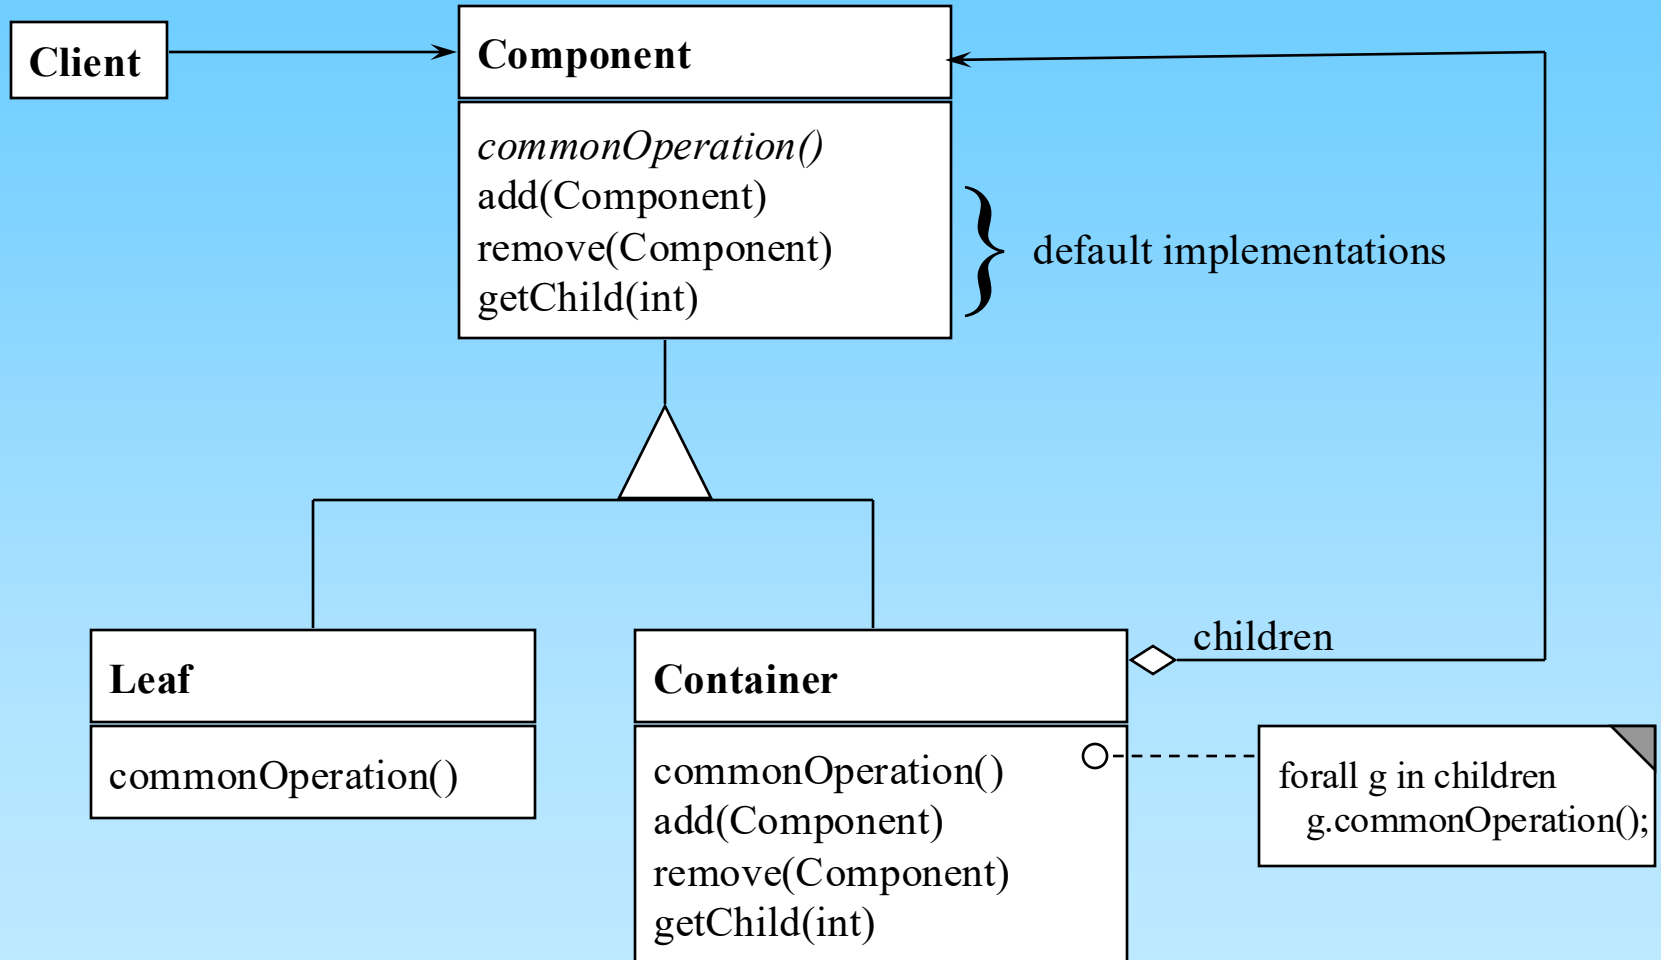 Client
Component
commonOperation()
add(Component)
remove(Component)
getChild(int)
default implementations
children
Leaf
commonOperation()
Container
commonOperation()
add(Component)
remove(Component)
getChild(int)
forall g in children
g.commonOperation();